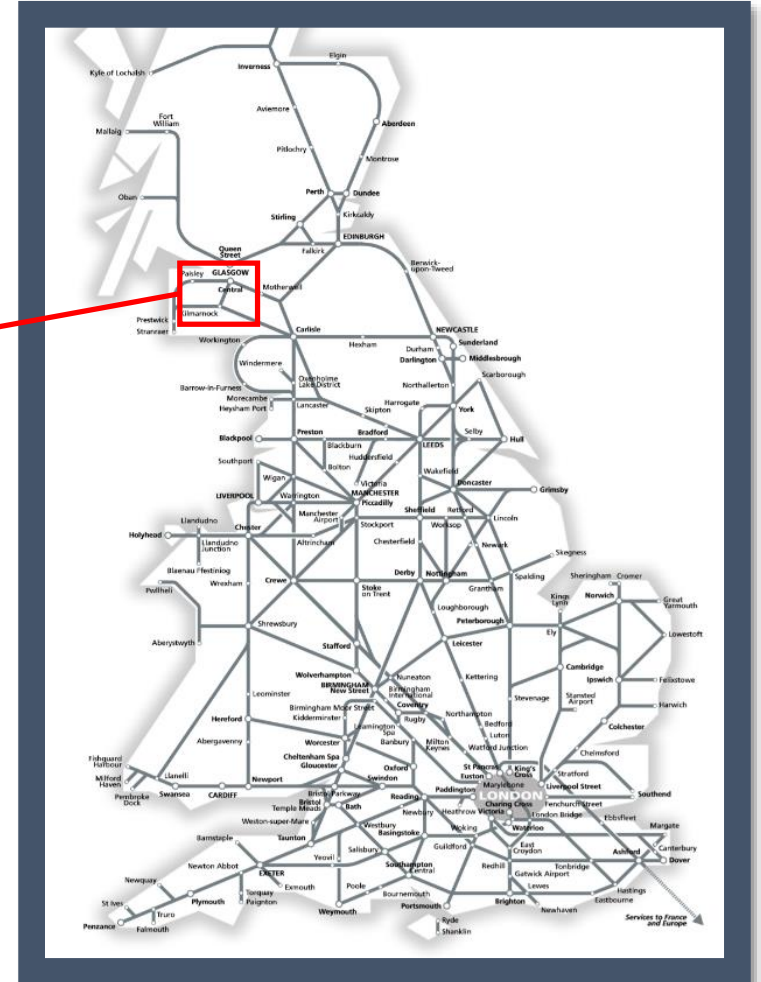 Elgin
Inverness
Kyle of Lochalsh
Aviemore
Fort
William
Aberdeen
Mallaig
Pitlochry
Montrose
Perth
Dundee
Oban
Stirling
Kirkcaldy
EDINBURGH
Queen
Street
Falkirk
Berwick-
upon-Tweed
Paisley
GLASGOW
Central
Motherwell
Kilmarnock
Prestwick
Stranraer
Carlisle
NEWCASTLE
Workington
Hexham
Sunderland
Durham
Darlington
Middlesbrough
Windermere
Scarborough
Oxenholme
Lake District
Barrow-in-Furness
Northallerton
Morecambe
Heysham Port
Lancaster
Harrogate
Skipton
York
Blackpool
Preston
Bradford
Selby
Hull
Blackburn
LEEDS
Huddersfield
Southport
Bolton
Wakefield
Wigan
Victoria
Doncaster
LIVERPOOL
Warrington
MANCHESTER
Piccadilly
Grimsby
Manchester
Airport
Sheffield
Retford
Llandudno
Lincoln
Chester
Stockport
Worksop
Holyhead
Llandudno
Junction
Altrincham
Chesterfield
Newark
Skegness
Blaenau Ffestiniog
Derby
Nottingham
Spalding
Sheringham
Cromer
Pwllheli
Wrexham
Crewe
Stoke
on Trent
Grantham
Kings
Lynn
Norwich
Great
Yarmouth
Loughborough
Peterborough
Shrewsbury
Ely
Lowestoft
Aberystwyth
Stafford
Leicester
Cambridge
Wolverhampton
Nuneaton
Kettering
Ipswich
Felixstowe
BIRMINGHAM
New Street
Birmingham
International
Leominster
Stevenage
Stansted
Airport
Birmingham Moor Street
Coventry
Harwich
Kidderminster
Rugby
Northampton
Hereford
Leamington
Spa
Bedford
Colchester
Abergavenny
Worcester
Banbury
Milton
Keynes
Luton
Watford Junction
Chelmsford
Cheltenham Spa
Fishguard
Harbour
Gloucester
Oxford
St Pancras
King's
Cross
Euston
Stratford
Llanelli
Newport
Swindon
Marylebone
Liverpool Street
Milford
Haven
Paddington
LONDON
Southend
Pembroke
Dock
Swansea
CARDIFF
Bristol Parkway
Reading
Charing Cross
Fenchurch Street
Bristol
Temple Meads
Bath
Newbury
Heathrow
Victoria
London Bridge
Ebbsfleet
Weston-super-Mare
Westbury
Basingstoke
Woking
Waterloo
Margate
Barnstaple
Taunton
Salisbury
Guildford
East
Croydon
Ashford
Canterbury
Yeovil
Redhill
Tonbridge
Dover
Newton Abbot
Southampton
Central
Gatwick Airport
Newquay
EXETER
Exmouth
Poole
Lewes
Hastings
St Ives
Plymouth
Torquay
Paignton
Bournemouth
Eastbourne
Truro
Weymouth
Portsmouth
Brighton
Newhaven
Penzance
Falmouth
Ryde
Shanklin
Services to France
and Europe